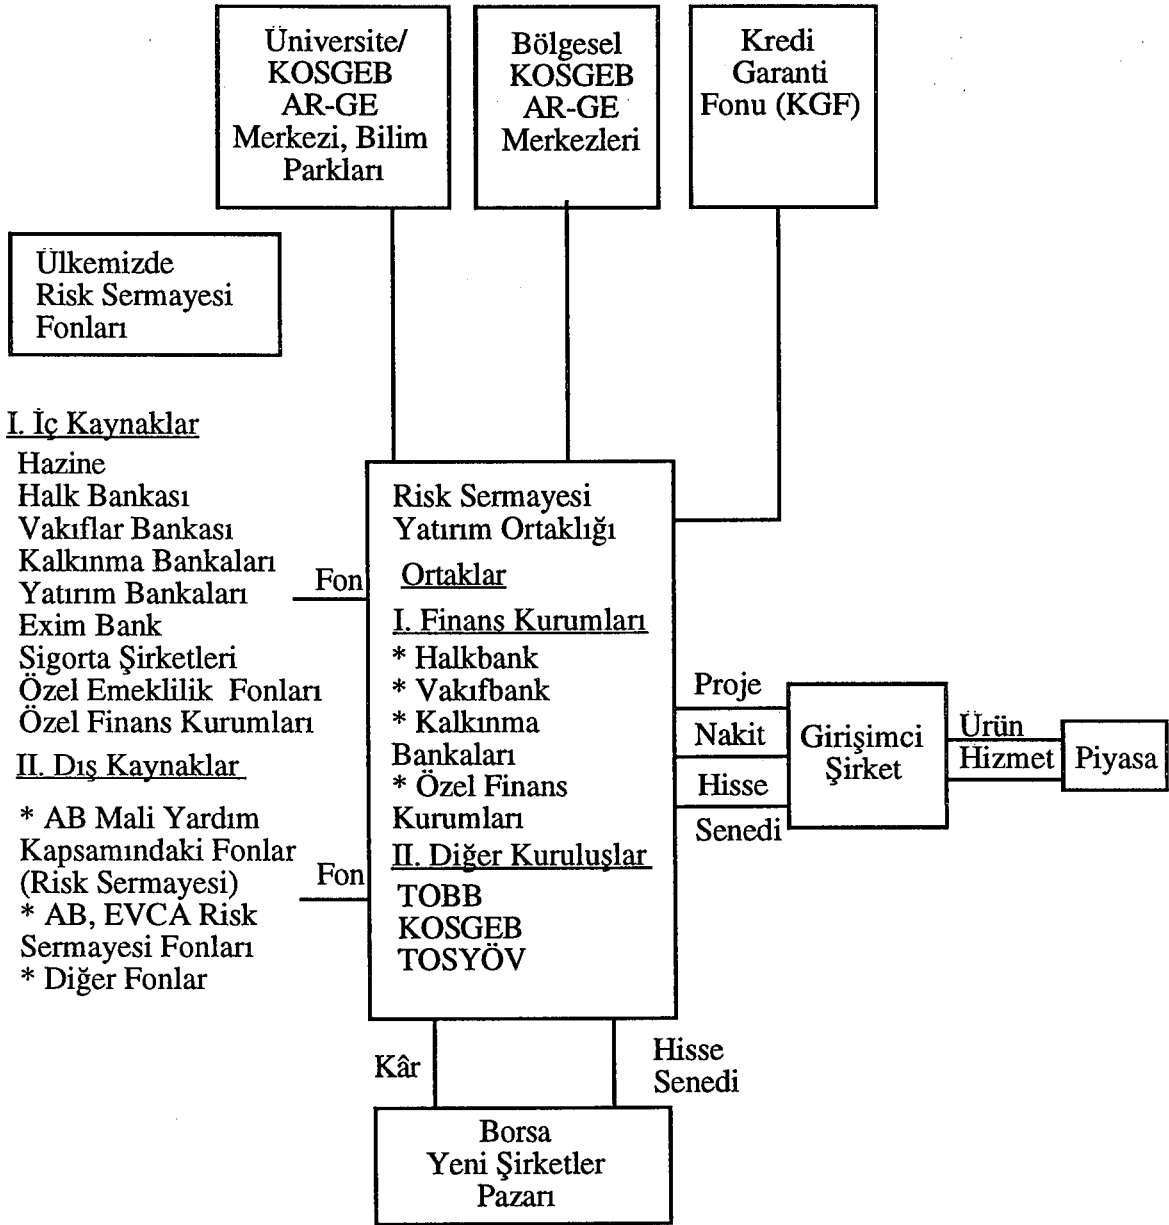 Üniversite/
KOSGEB
AR-GE
Merkezi, Bilim
Parkları
Bölgesel
KOSGEB
AR-GE
Merkezleri
Kredi
Garanti
Fonu (KGF)
Ülkemizde
Risk Sermayesi
Fonları
I. İç Kaynaklar
Hazine
Halk Bankası
Vakıflar Bankası
Kalkınma Bankaları
Yatırım Bankaları
Exim Bank
Sigorta Şirketleri
Özel Emeklilik Fonları
Özel Finans Kurumları
II. Dış Kaynaklar
* AB Mali Yardım
Kapsamındaki Fonlar
(Risk Sermayesi)
* AB, EVCA Risk
Sermayesi Fonları
* Diğer Fonlar
Fon
Fon
Risk Sermayesi
Yatırım Ortaklığı
Ortaklar
I. Finans Kurumları
* Halkbank
* Vakıfbank
* Kalkınma
Bankaları
* Özel Finans
Kurumları
II. Diğer Kuruluşlar
TOBB
KOSGEB
TOSYÖV
Proje
Nakit
Hisse
Senedi
Girişimci
Şirket
Ürün
Hizmet
Piyasa
Kâr
Hisse
Senedi
Borsa
Yeni Şirketler
Pazarı